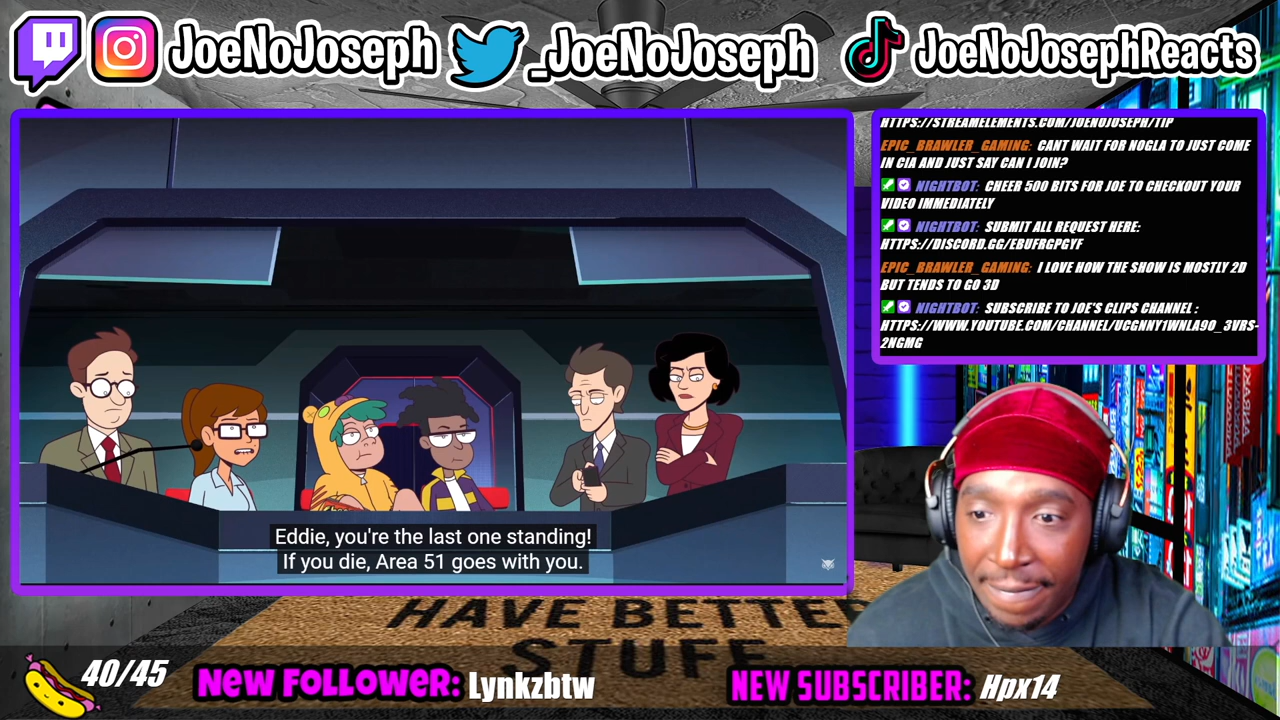 JoeNoJoseph _JoeNoJoseph JoeNoJosephReacts
HTTPS://STREAMELEMENTS.COM/JOENOJOSEPH/TIP
EPIC_BRAWLER_GAMING: CANT WAIT FOR NOGLA TO JUST COME
IN CIA AND JUST SAY CAN I JOIN?
NIGHTBOT: CHEER 500 BITS FOR JOE TO CHECKOUT YOUR
VIDEO IMMEDIATELY
NIGHTBOT: SUBMIT ALL REQUEST HERE:
HTTPS://DISCORD.GG/EBUFRGPGYF
EPIC_BRAWLER_GAMING: I LOVE HOW THE SHOW IS MOSTLY 2D
BUT TENDS TO GO 3D
NIGHTBOT: SUBSCRIBE TO JOE'S CLIPS CHANNEL :
HTTPS://WWW.YOUTUBE.COM/CHANNEL/UCGNNY1WNLA9O_3VRS-
2NGMG
Eddie, you're the last one standing!
If you die, Area 51 goes with you.
HAVE BETTER
STUFF
40/45 New Follower: Lynkzbtw NEW SUBSCRIBER: Hpx14